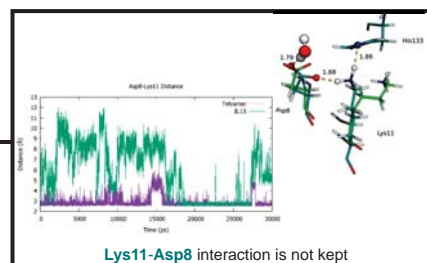 Asp8-Lys11 Distance
Tetramer
IL15
Distance [Å]
13
12
11
10
9
8
7
6
5
4
3
2
0
5000
10000
15000
20000
25000
30000
Time (ps)
His133
1.79
1.86
1.88
Asp8
Lys11
Lys11-Asp8 interaction is not kept